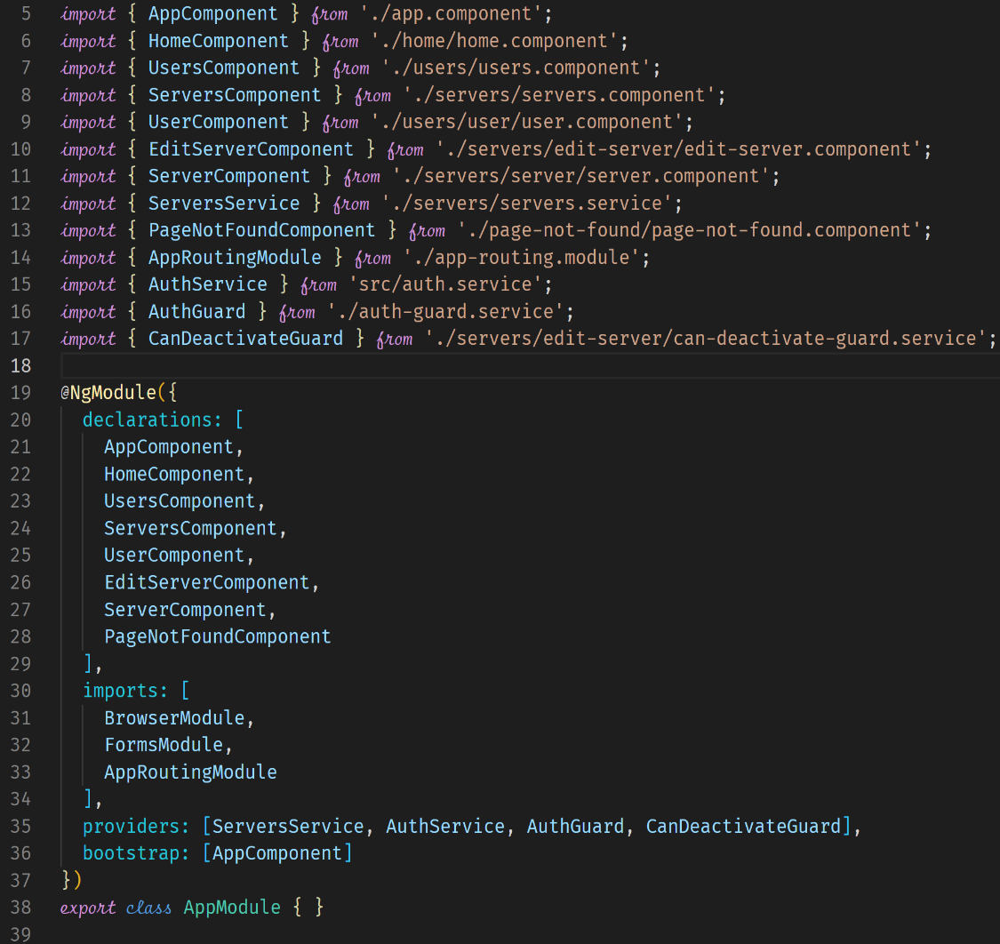 5 import { AppComponent } from './app.component';
6 import { HomeComponent } from './home/home.component';
7 import { UsersComponent } from './users/users.component';
8 import { ServersComponent } from './servers/servers.component';
9 import { UserComponent } from './users/user/user.component';
10 import { EditServerComponent } from './servers/edit-server/edit-server.component';
11 import { ServerComponent } from './servers/server/server.component';
12 import { ServersService } from './servers/servers.service';
13 import { PageNotFoundComponent } from './page-not-found/page-not-found.component';
14 import { AppRoutingModule } from './app-routing.module';
15 import { AuthService } from 'src/auth.service';
16 import { AuthGuard } from './auth-guard.service';
17 import { CanDeactivateGuard } from './servers/edit-server/can-deactivate-guard.service';
18
19 @NgModule({
20   declarations: [
21     AppComponent,
22     HomeComponent,
23     UsersComponent,
24     ServersComponent,
25     UserComponent,
26     EditServerComponent,
27     ServerComponent,
28     PageNotFoundComponent
29   ],
30   imports: [
31     BrowserModule,
32     FormsModule,
33     AppRoutingModule
34   ],
35   providers: [ServersService, AuthService, AuthGuard, CanDeactivateGuard],
36   bootstrap: [AppComponent]
37 })
38 export class AppModule { }
39